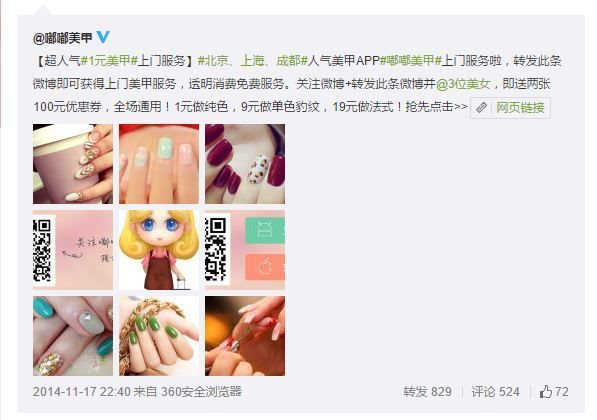 @嘟嘟美甲
【超人气#1元美甲#上门服务】#北京、上海、成都#人气美甲APP#嘟嘟美甲#上门服务啦，转发此条
微博即可获得上门美甲服务，透明消费免费服务。关注微博+转发此条微博并@3位美女，即送两张
100元优惠券，全场通用！1元做纯色，9元做单色豹纹，19元做法式！抢先点击>> 网页链接
关注嘟
2014-11-17 22:40 来自 360安全浏览器
转发 829 | 评论 524 | 72